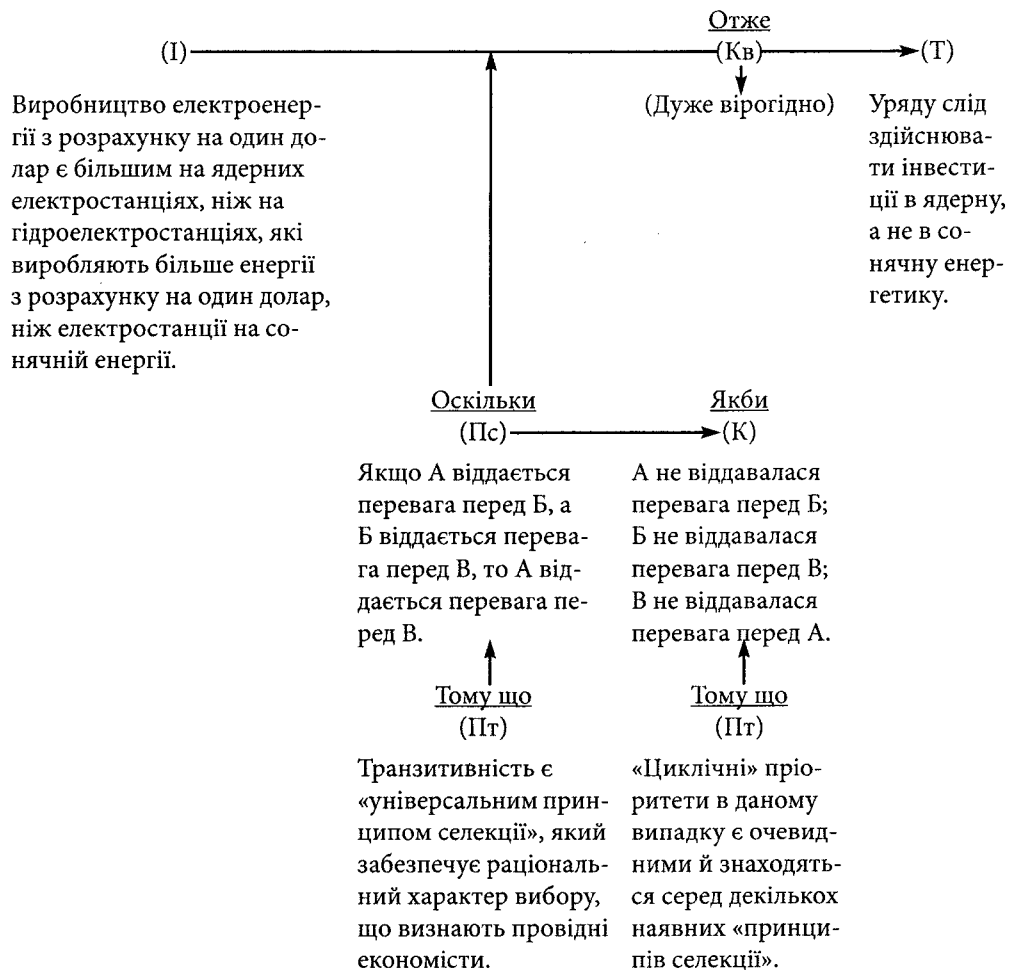 Отже
(І) (Кв) (Т)
(Дуже вірогідно)
Виробництво електроенер-
гії з розрахунку на один до-
лар є більшим на ядерних
електростанціях, ніж на
гідроелектростанціях, які
виробляють більше енергії
з розрахунку на один долар,
ніж електростанції на со-
нячній енергії.
Уряду слід
здійснюва-
ти інвести-
ції в ядерну,
а не в со-
нячну енер-
гетику.
Оскільки
(Пс)
Якщо А віддається
перевага перед Б, а
Б віддається перева-
га перед В, то А від-
дається перевага пе-
ред В.
Якби
(К)
А не віддавалася
перевага перед Б;
Б не віддавалася
перевага перед В;
В не віддавалася
перевага перед А.
Тому що
(Пт)
Транзитивність є
«універсальним прин-
ципом селекції», який
забезпечує раціональ-
ний характер вибору,
що визнають провідні
економісти.
Тому що
(Пт)
«Циклічні» пріо-
ритети в даному
випадку є очевид-
ними й знаходять-
ся серед декількох
наявних «принци-
пів селекції».